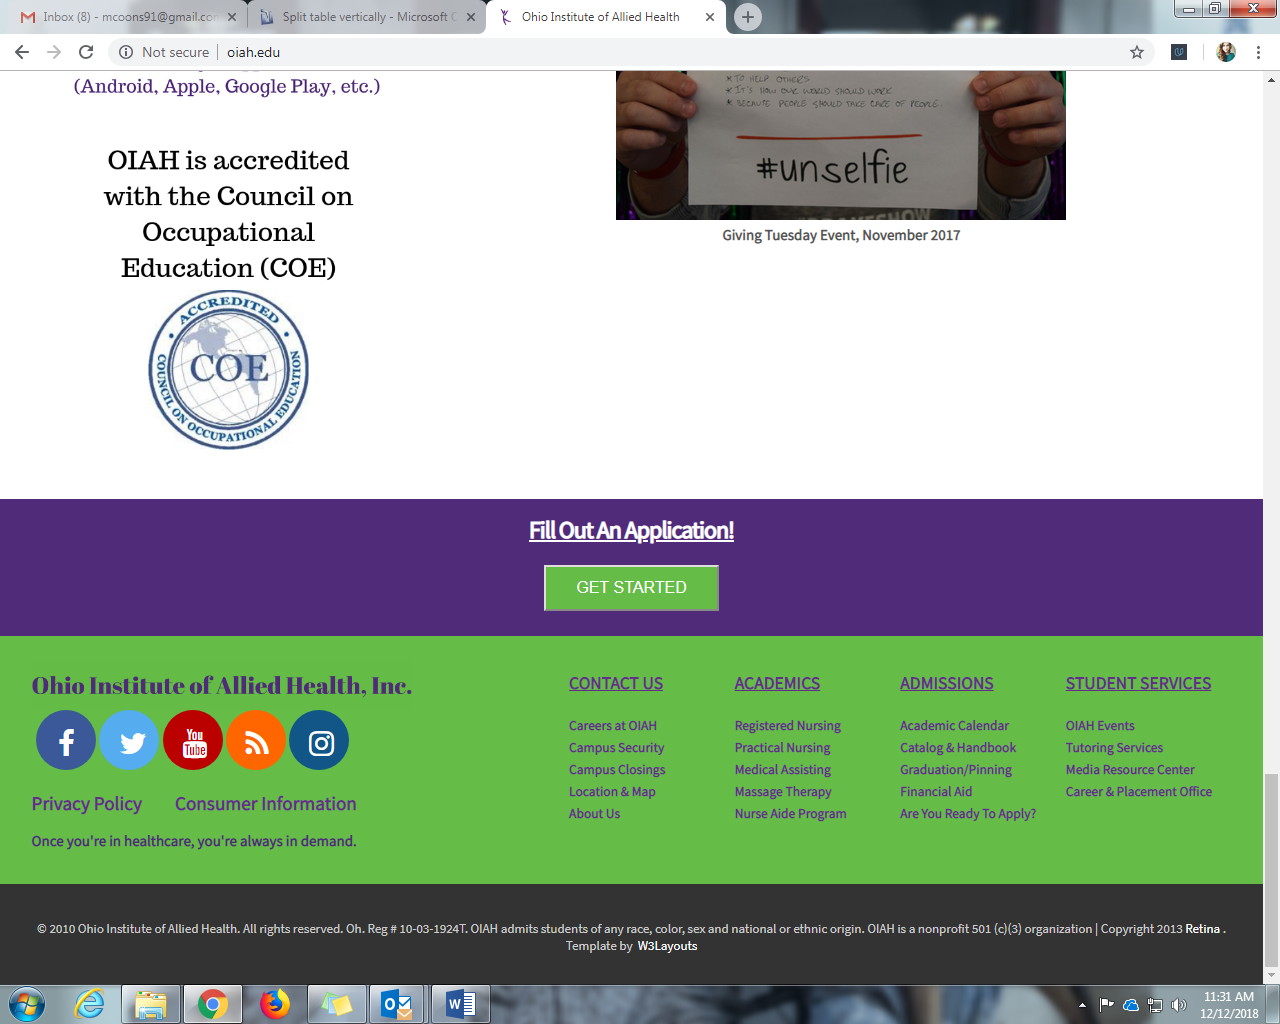 Inbox (8) - mcoons91@gmail.co
Split table vertically - Microsoft
Ohio Institute of Allied Health
Not secure
oiah.edu
(Android, Apple, Google Play, etc.)
OIAH is accredited
with the Council on
Occupational
Education (COE)
ACCREDITED
COE
COUNCIL ON OCCUPATIONAL EDUCATION
* TO HELP OTHERS
* IT'S HOW OUR WORLD SHOULD WORK
* BECAUSE PEOPLE SHOULD TAKE CARE OF PEOPLE.
#unselfie
Giving Tuesday Event, November 2017
Fill Out An Application!
GET STARTED
Ohio Institute of Allied Health, Inc.
You
Tube
Privacy Policy Consumer Information
Once you're in healthcare, you're always in demand.
CONTACT US
Careers at OIAH
Campus Security
Campus Closings
Location & Map
About Us
ACADEMICS
Registered Nursing
Practical Nursing
Medical Assisting
Massage Therapy
Nurse Aide Program
ADMISSIONS
Academic Calendar
Catalog & Handbook
Graduation/Pinning
Financial Aid
Are You Ready To Apply?
STUDENT SERVICES
OIAH Events
Tutoring Services
Media Resource Center
Career & Placement Office
© 2010 Ohio Institute of Allied Health. All rights reserved. Oh. Reg # 10-03-1924T. OIAH admits students of any race, color, sex and national or ethnic origin. OIAH is a nonprofit 501 (c)(3) organization | Copyright 2013 Retina .
Template by W3Layouts
11:31 AM
12/12/2018